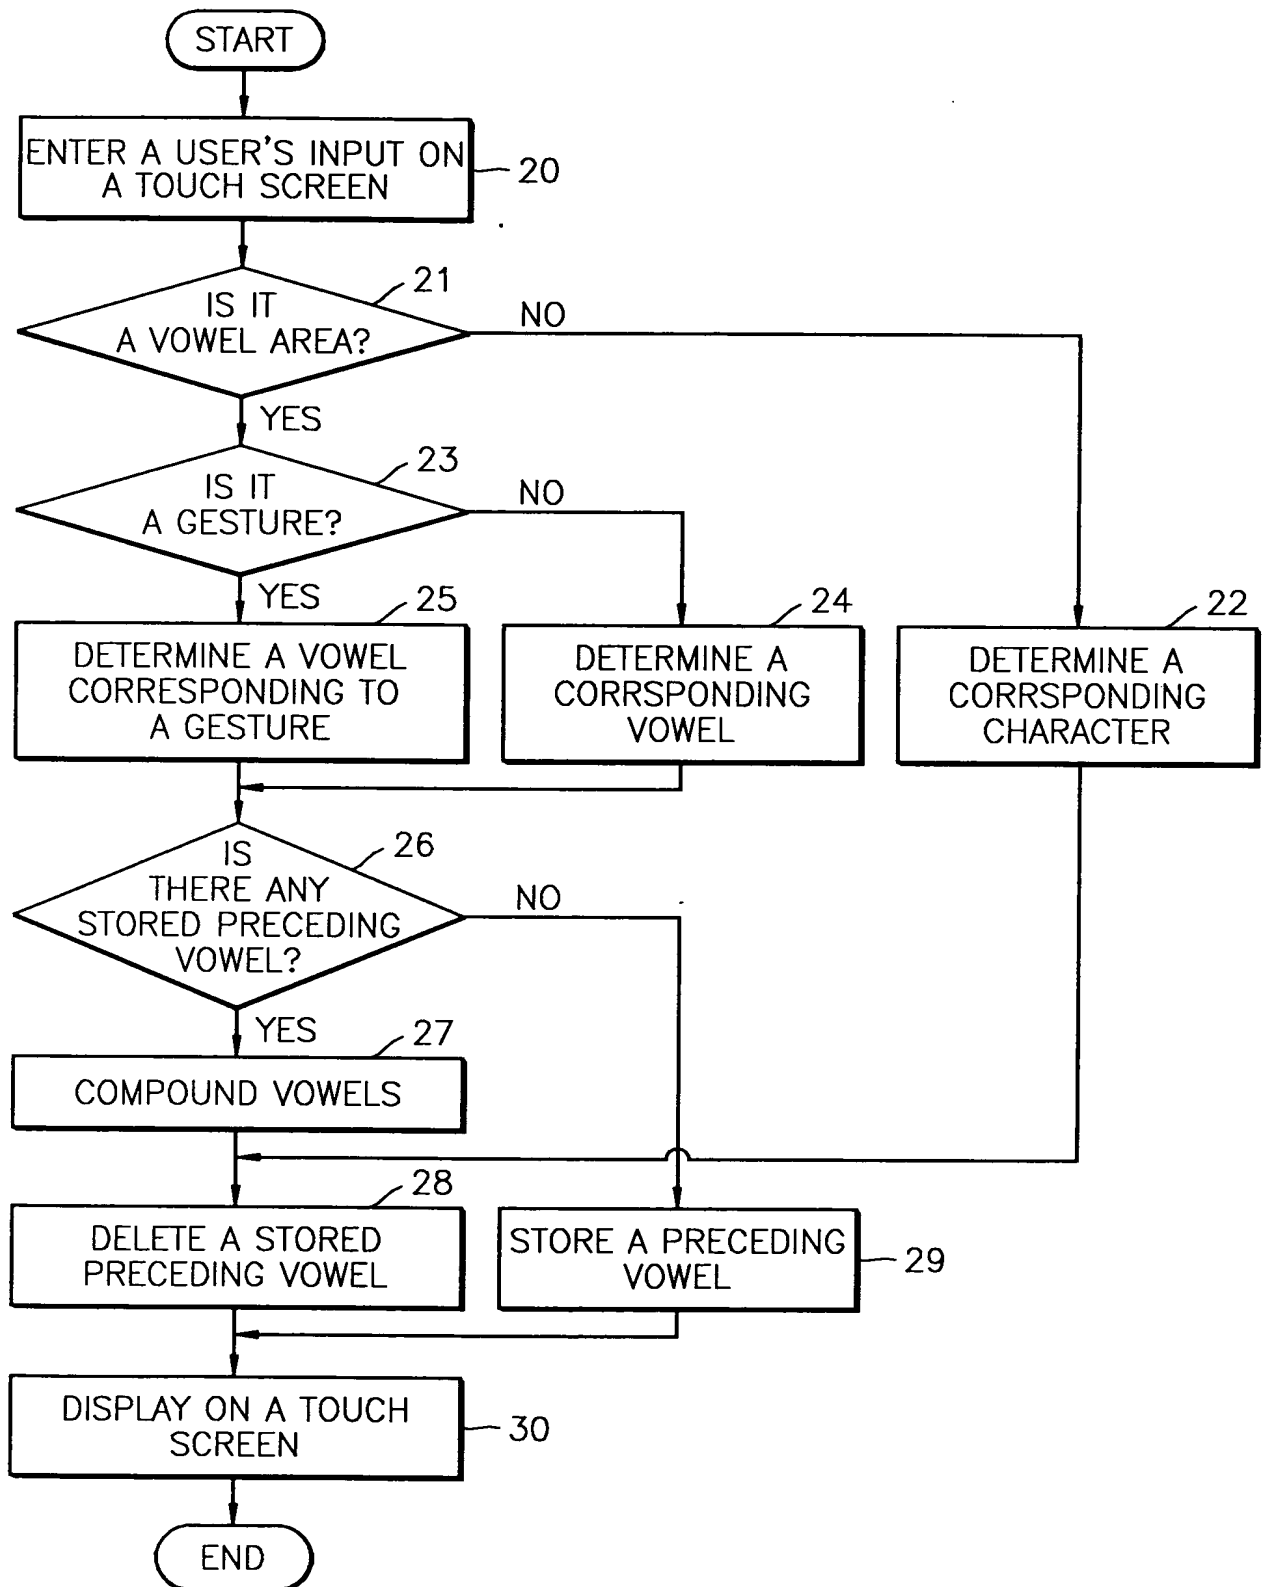 START
ENTER A USER'S INPUT ON
A TOUCH SCREEN
20
IS IT
A VOWEL AREA?
21
NO
YES
IS IT
A GESTURE?
23
NO
YES
25
DETERMINE A VOWEL
CORRESPONDING TO
A GESTURE
24
DETERMINE A
CORRSPONDING
VOWEL
22
DETERMINE A
CORRSPONDING
CHARACTER
IS
THERE ANY
STORED PRECEDING
VOWEL?
26
NO
YES
27
COMPOUND VOWELS
28
DELETE A STORED
PRECEDING VOWEL
STORE A PRECEDING
VOWEL
29
DISPLAY ON A TOUCH
SCREEN
30
END